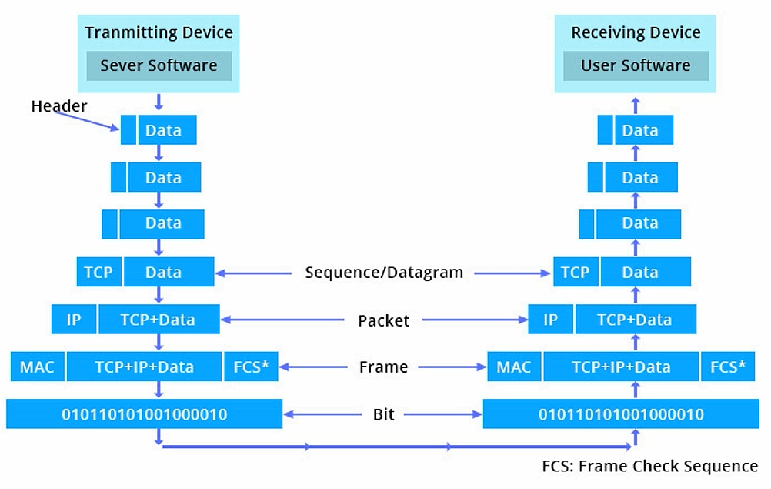 Tranmitting Device
Sever Software
Receiving Device
User Software
Header
Data
Data
Data
Data
Data
Data
TCP
Data
Sequence/Datagram
TCP
Data
IP
TCP+Data
Packet
IP
TCP+Data
MAC
TCP+IP+Data
FCS*
Frame
MAC
TCP+IP+Data
FCS*
010110101001000010
Bit
010110101001000010
FCS: Frame Check Sequence